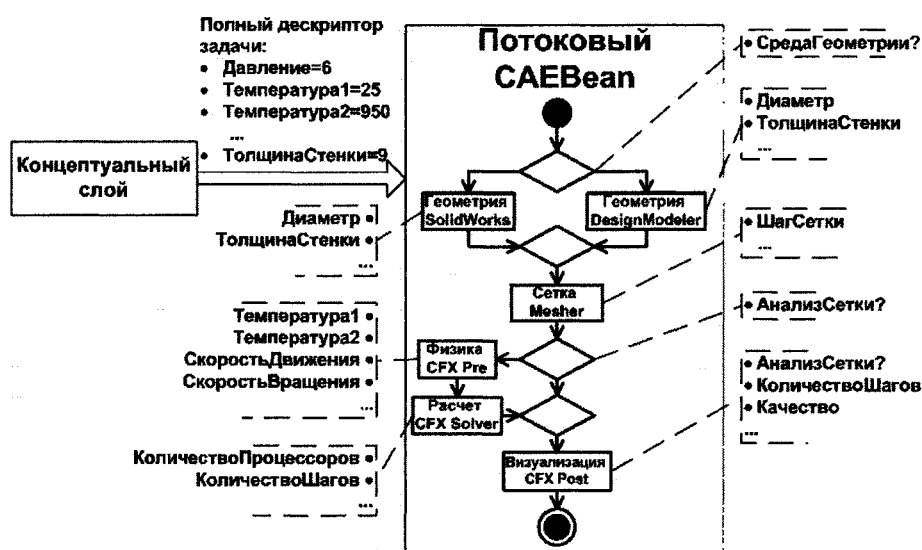 Полный дескриптор
задачи:
• Давление=6
• Температура1=25
• Температура2=950
...
• ТолщинаСтенки=9
Концептуальный
слой
Потоковый
CAEBean
• СредаГеометрии?
• Диаметр
• ТолщинаСтенки
...
Геометрия
SolidWorks
Геометрия
DesignModeler
Диаметр •
ТолщинаСтенки •
...
• ШагСетки
...
Сетка
Mesher
Температура1 •
Температура2 •
СкоростьДвижения •
СкоростьВращения •
...
• АнализСетки?
Физика
CFX Pre
Расчет
CFX Solver
• АнализСетки?
• КоличествоШагов
• Качество
...
КоличествоПроцессоров •
КоличествоШагов •
...
Визуализация
CFX Post